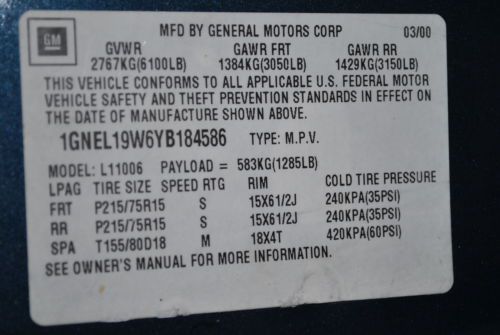 GM
MFD BY GENERAL MOTORS CORP 03/00
GVWR GAWR FRT GAWR RR
2767KG(6100LB) 1384KG(3050LB) 1429KG(3150LB)
THIS VEHICLE CONFORMS TO ALL APPLICABLE U.S. FEDERAL MOTOR
VEHICLE SAFETY AND THEFT PREVENTION STANDARDS IN EFFECT ON
THE DATE OF MANUFACTURE SHOWN ABOVE.
1GNEL19W6YB184586 TYPE: M.P.V.
MODEL: L11006 PAYLOAD = 583KG(1285LB)
LPAG TIRE SIZE SPEED RTG RIM COLD TIRE PRESSURE
FRT P215/75R15 S 15X61/2J 240KPA(35PSI)
RR P215/75R15 S 15X61/2J 240KPA(35PSI)
SPA T155/80D18 M 18X4T 420KPA(60PSI)
SEE OWNER'S MANUAL FOR MORE INFORMATION.